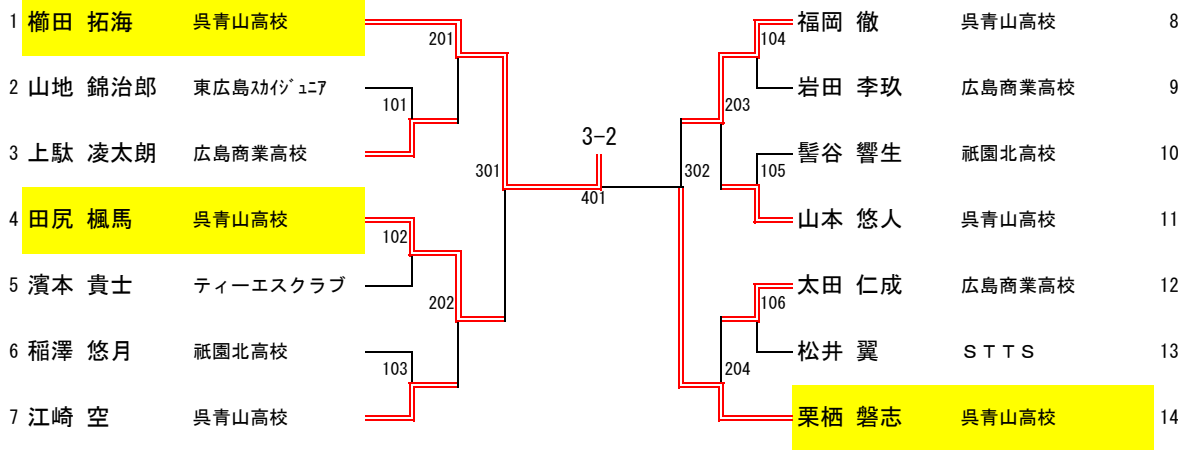 1 櫛田 拓海 呉青山高校
201
2 山地 錦治郎 東広島ｽｶｲｼﾞｭﾆｱ
101
3 上駄 凌太朗 広島商業高校
301
4 田尻 楓馬 呉青山高校
102
5 濱本 貴士 ティーエスクラブ
202
6 稲澤 悠月 祇園北高校
103
7 江崎 空 呉青山高校
3-2
401
福岡 徹 呉青山高校 8
104
岩田 李玖 広島商業高校 9
203
髻谷 響生 祇園北高校 10
302
105
山本 悠人 呉青山高校 11
太田 仁成 広島商業高校 12
106
松井 翼 ＳＴＴＳ 13
204
栗栖 磐志 呉青山高校 14